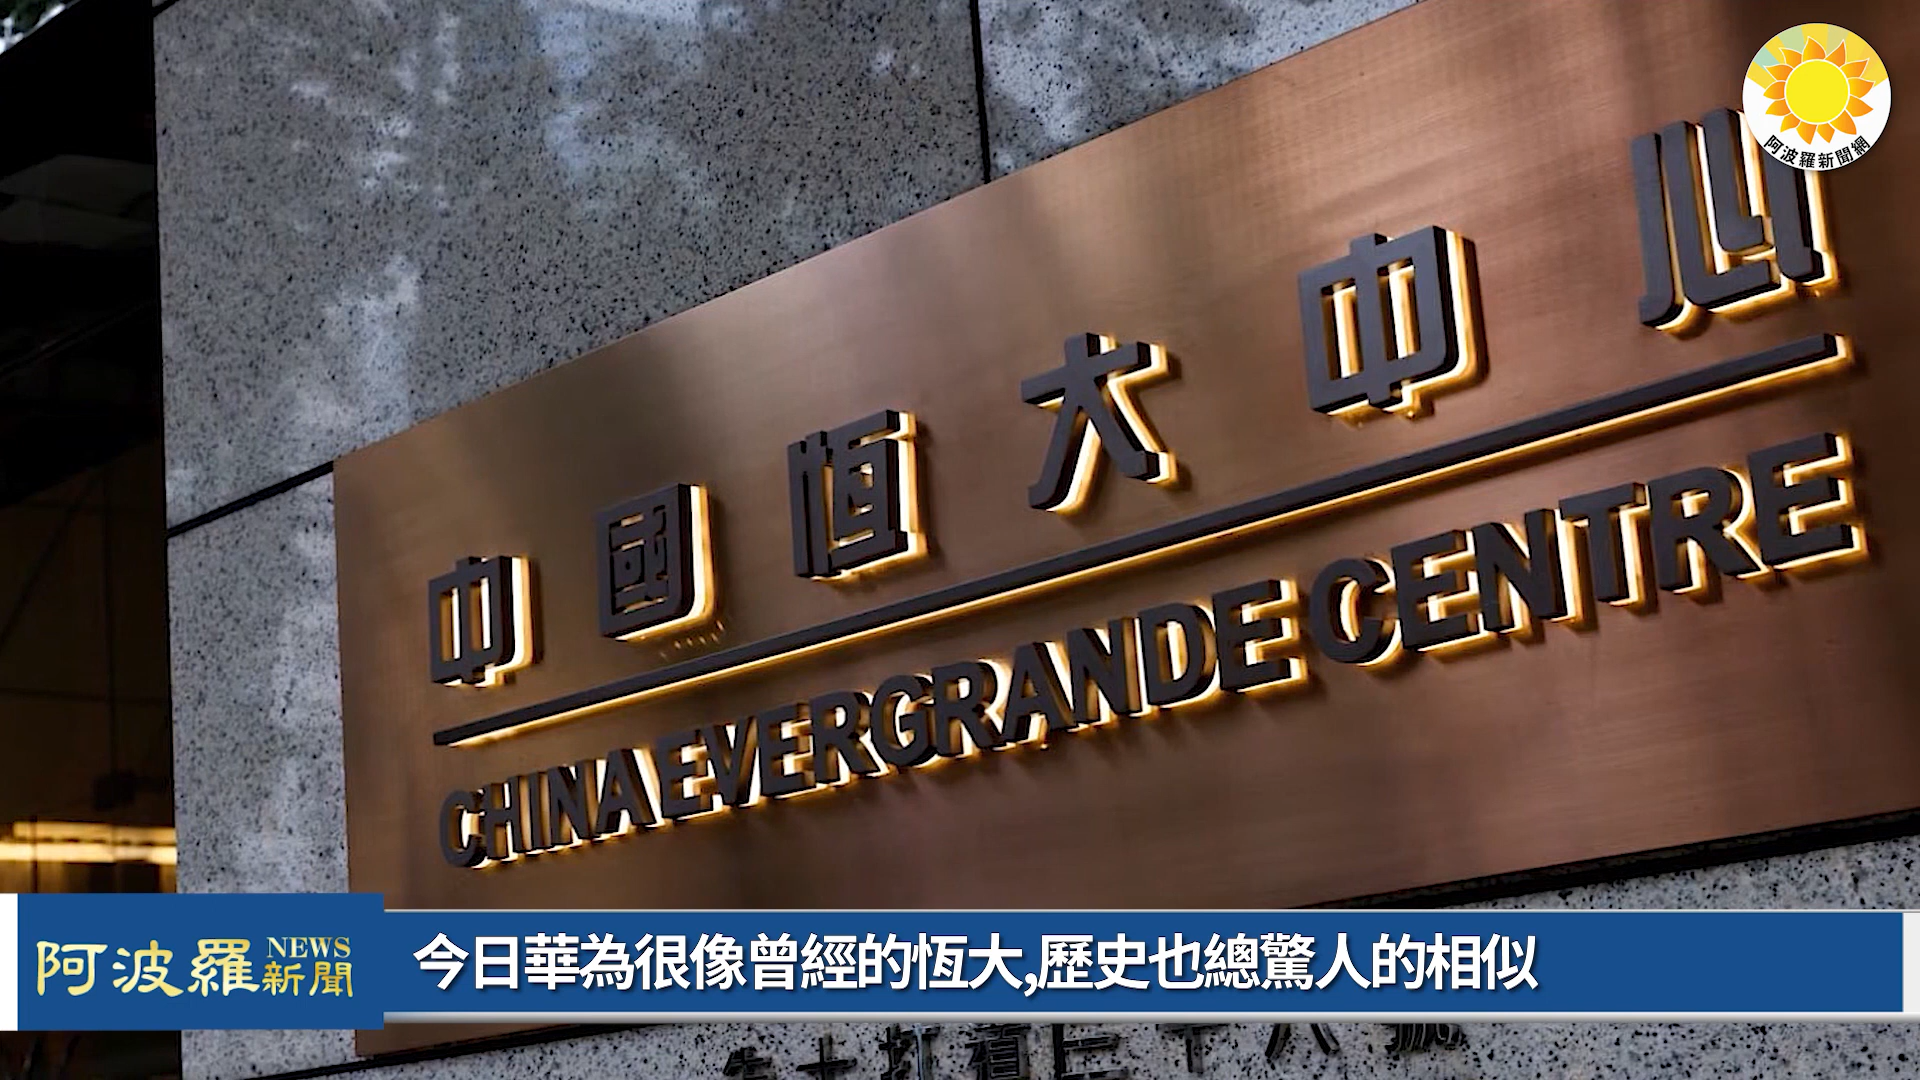 阿波羅新聞網
中國恆大中心
CHINA EVERGRANDE CENTRE
阿波羅新聞 NEWS
今日華為很像曾經的恆大,歷史也總驚人的相似